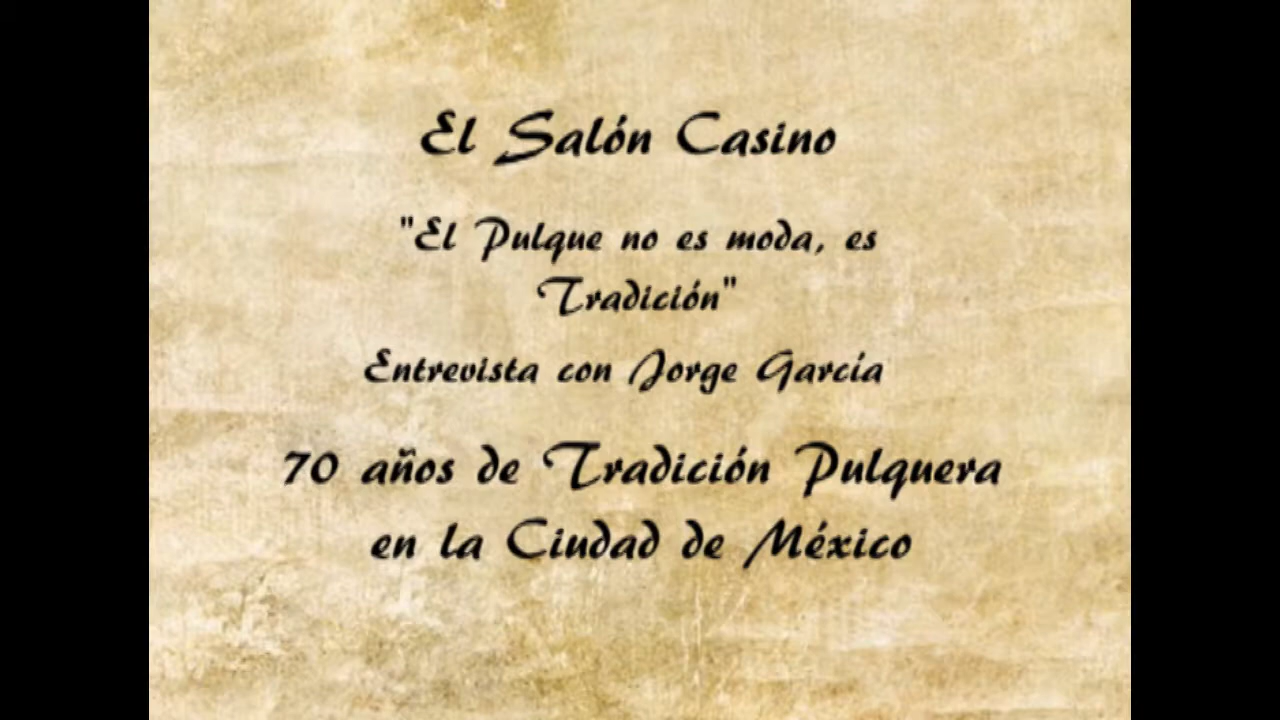 El Salón Casino
"El Pulque no es moda, es
Tradición"
Entrevista con Jorge García
70 años de Tradición Pulquera
en la Ciudad de México